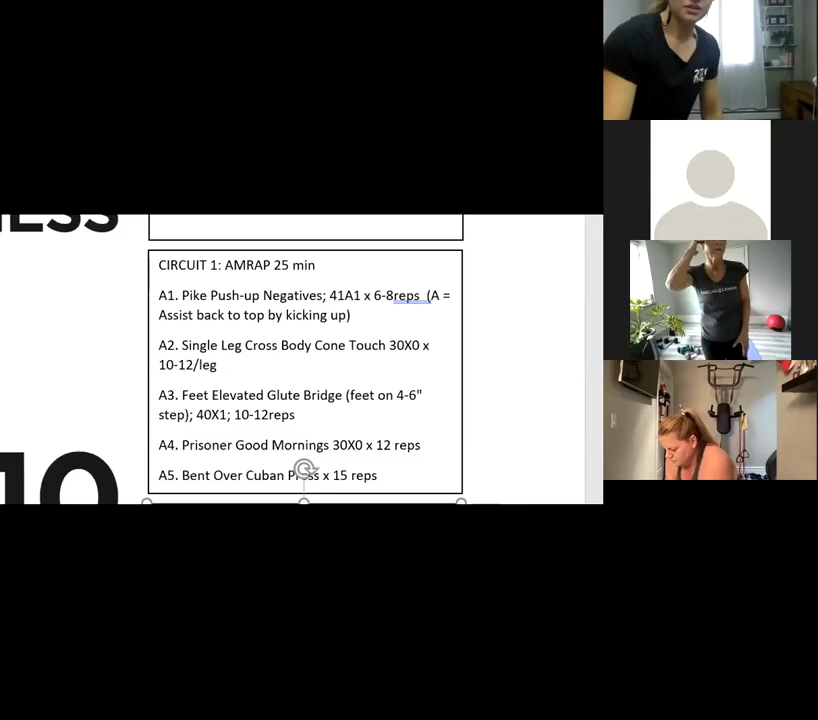 CIRCUIT 1: AMRAP 25 min
A1. Pike Push-up Negatives; 41A1 x 6-8reps (A =
Assist back to top by kicking up)
A2. Single Leg Cross Body Cone Touch 30X0 x
10-12/leg
A3. Feet Elevated Glute Bridge (feet on 4-6"
step); 40X1; 10-12reps
A4. Prisoner Good Mornings 30X0 x 12 reps
A5. Bent Over Cuban Press x 15 reps
10